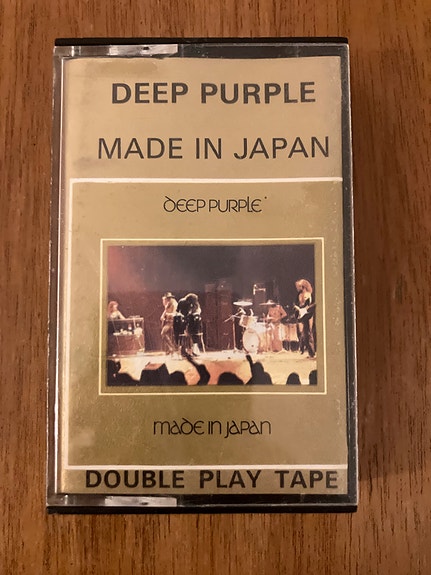 DEEP PURPLE
MADE IN JAPAN
DEEP PURPLE
made in Japan
DOUBLE PLAY TAPE